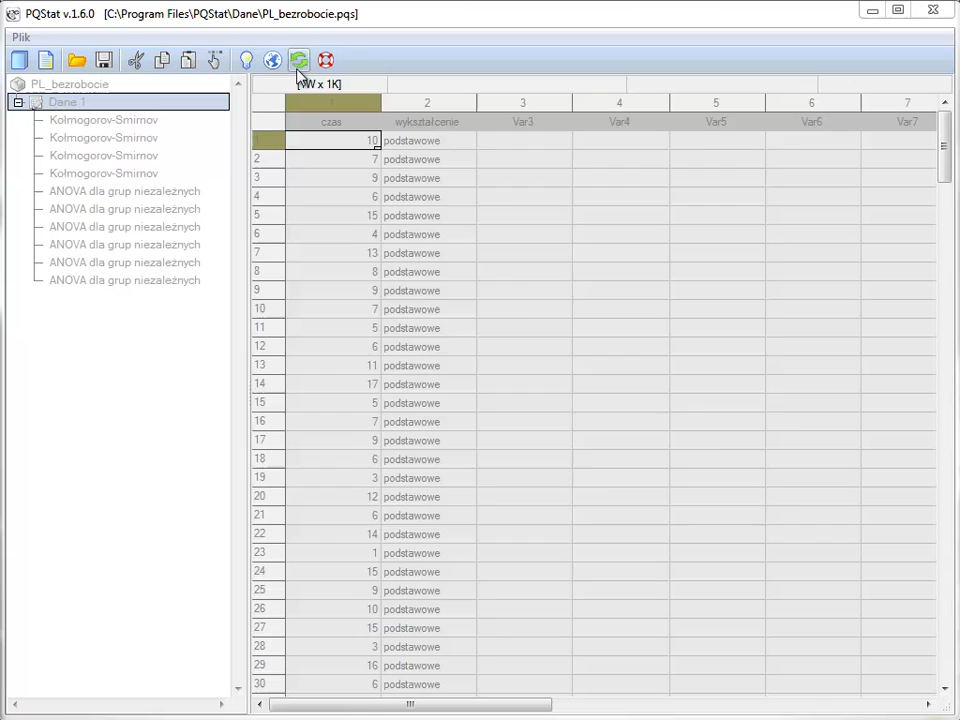 PQStat v.1.6.0 [C:\Program Files\PQStat\Dane\PL_bezrobocie.pqs]
Plik
PL_bezrobocie
Dane 1
Kołmogorov-Smirnov
Kołmogorov-Smirnov
Kołmogorov-Smirnov
Kołmogorov-Smirnov
ANOVA dla grup niezależnych
ANOVA dla grup niezależnych
ANOVA dla grup niezależnych
ANOVA dla grup niezależnych
ANOVA dla grup niezależnych
ANOVA dla grup niezależnych
W x 1K]
1 2 3 4 5 6 7
czas wykształcenie Var3 Var4 Var5 Var6 Var7
1 10 podstawowe
2 7 podstawowe
3 9 podstawowe
4 6 podstawowe
5 15 podstawowe
6 4 podstawowe
7 13 podstawowe
8 8 podstawowe
9 9 podstawowe
10 7 podstawowe
11 5 podstawowe
12 6 podstawowe
13 11 podstawowe
14 17 podstawowe
15 5 podstawowe
16 7 podstawowe
17 9 podstawowe
18 6 podstawowe
19 3 podstawowe
20 12 podstawowe
21 6 podstawowe
22 14 podstawowe
23 1 podstawowe
24 15 podstawowe
25 9 podstawowe
26 10 podstawowe
27 15 podstawowe
28 3 podstawowe
29 16 podstawowe
30 6 podstawowe